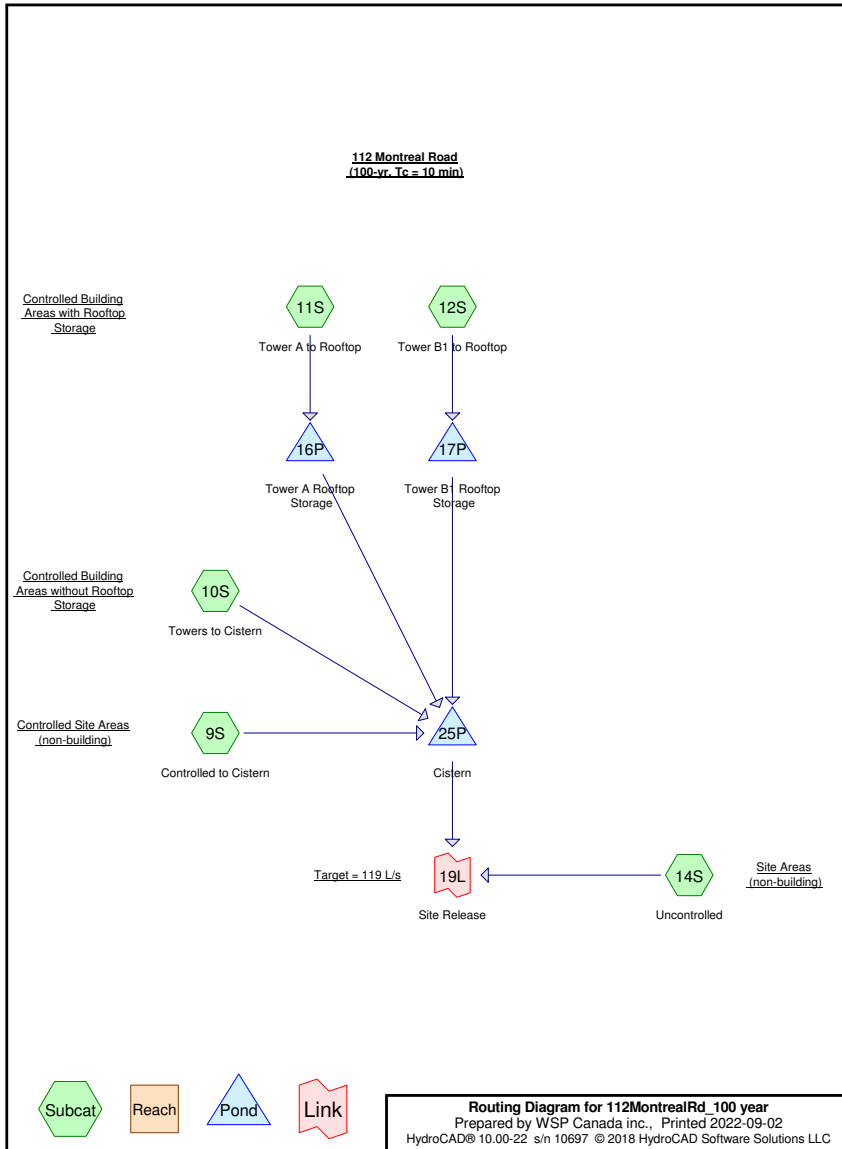 112 Montreal Road
(100-yr, Tc = 10 min)
Controlled Building
Areas with Rooftop
Storage
11S
12S
Tower A to Rooftop
Tower B1 to Rooftop
16P
17P
Tower A Rooftop
Storage
Tower B1 Rooftop
Storage
Controlled Building
Areas without Rooftop
Storage
10S
Towers to Cistern
Controlled Site Areas
(non-building)
9S
25P
Controlled to Cistern
Cistern
Target = 119 L/s
19L
14S
Site Areas
(non-building)
Site Release
Uncontrolled
Subcat
Reach
Pond
Link
Routing Diagram for 112MontrealRd_100 year
Prepared by WSP Canada inc., Printed 2022-09-02
HydroCAD® 10.00-22 s/n 10697 © 2018 HydroCAD Software Solutions LLC